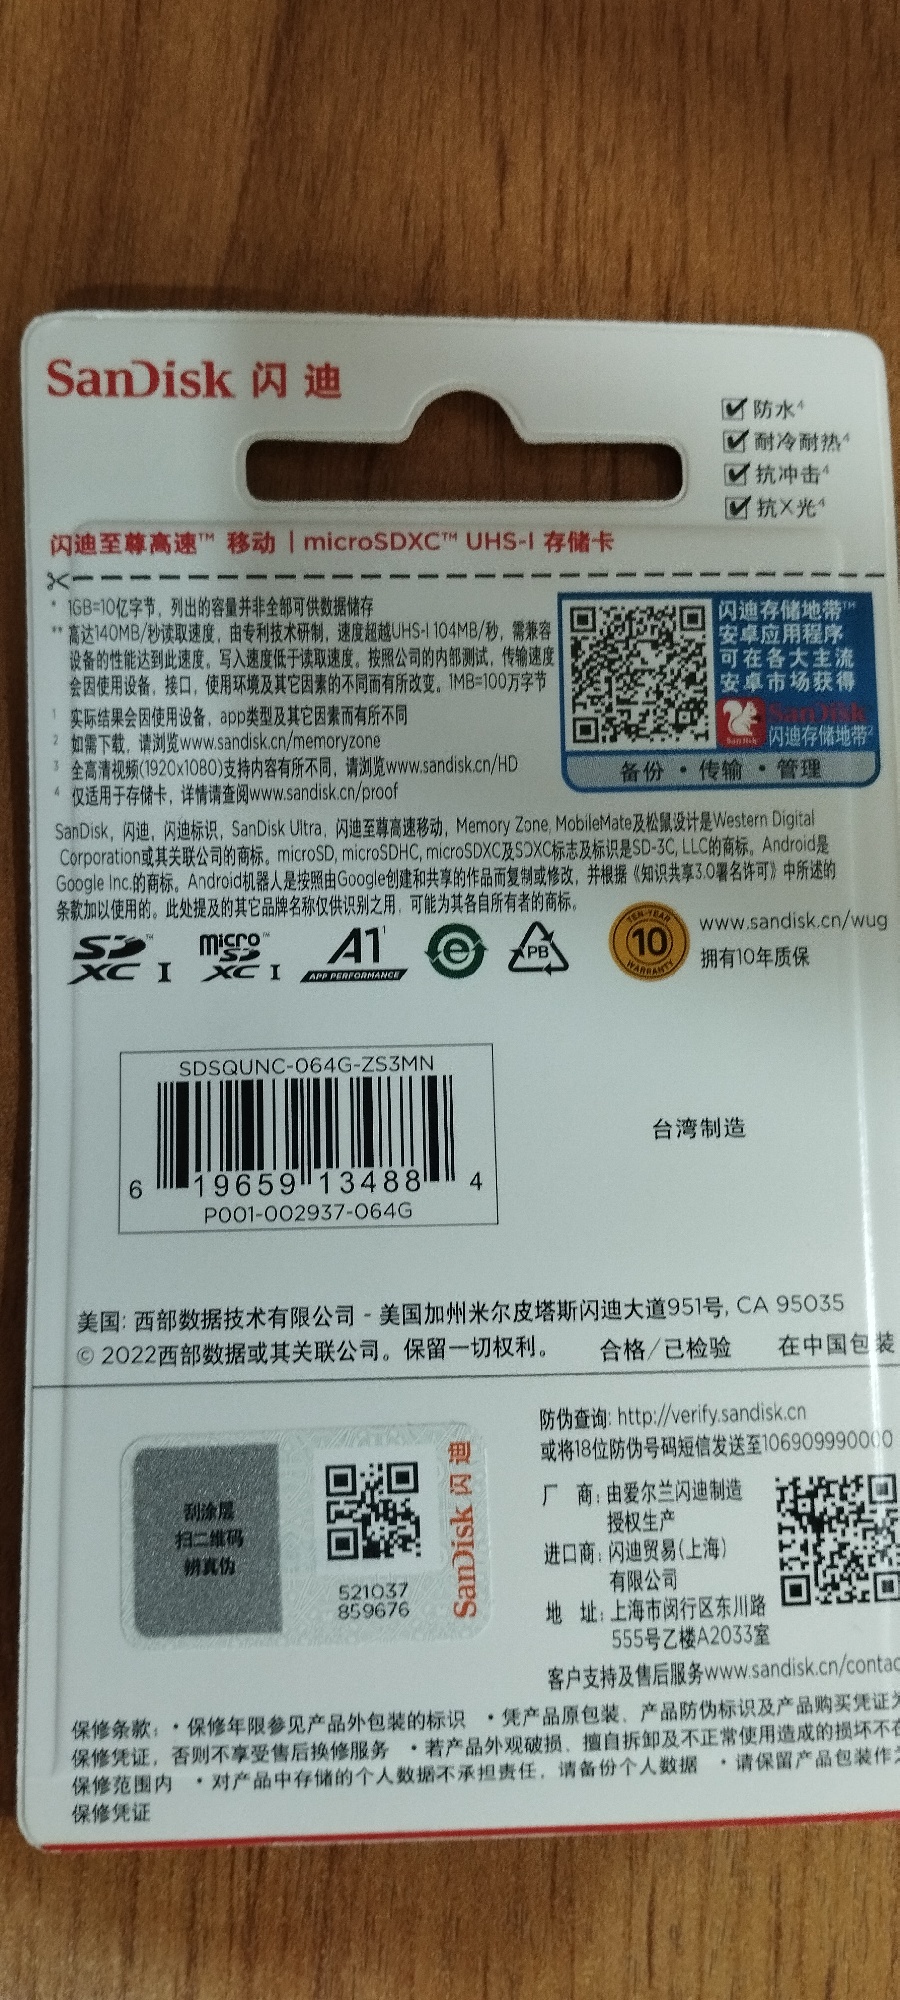 SanDisk 闪迪
防水⁴
耐冷耐热⁴
抗冲击⁴
抗X光⁴
闪迪至尊高速™ 移动 | microSDXC™ UHS-I 存储卡
* 1GB=10亿字节，列出的容量并非全部可供数据储存
** 高达140MB/秒读取速度，由专利技术研制，速度超越UHS-I 104MB/秒，需兼容
设备的性能达到此速度。写入速度低于读取速度。按照公司的内部测试，传输速度
会因使用设备，接口，使用环境及其它因素的不同而有所改变。1MB=100万字节
¹ 实际结果会因使用设备、app类型及其它因素而有所不同
² 如需下载，请浏览www.sandisk.cn/memoryzone
³ 全高清视频(1920x1080)支持内容有所不同，请浏览www.sandisk.cn/HD
⁴ 仅适用于存储卡，详情请查阅www.sandisk.cn/proof
闪迪存储地带™
安卓应用程序
可在各大主流
安卓市场获得
SanDisk
SanDisk
闪迪存储地带²
备份 · 传输 · 管理
SanDisk，闪迪，闪迪标识，SanDisk Ultra，闪迪至尊高速移动，Memory Zone, MobileMate及松鼠设计是Western Digital
Corporation或其关联公司的商标。microSD, microSDHC, microSDXC及SDXC标志及标识是SD-3C, LLC的商标。Android是
Google Inc.的商标。Android机器人是按照由Google创建和共享的作品而复制或修改，并根据《知识共享3.0署名许可》中所述的
条款加以使用的。此处提及的其它品牌名称仅供识别之用，可能为其各自所有者的商标。
SD XC I ™
micro SD XC I ™
A1¹
APP PERFORMANCE
e
PB
TEN-YEAR
10
WARRANTY
www.sandisk.cn/wug
拥有10年质保
SDSQUNC-064G-ZS3MN
6 19659 13488 4
P001-002937-064G
台湾制造
美国: 西部数据技术有限公司 - 美国加州米尔皮塔斯闪迪大道951号, CA 95035
© 2022西部数据或其关联公司。保留一切权利。 合格/已检验 在中国包装
防伪查询: http://verify.sandisk.cn
或将18位防伪号码短信发送至106909990000
刮涂层
扫二维码
辨真伪
521037
859676
SanDisk 闪迪
厂 商: 由爱尔兰闪迪制造
授权生产
进口商: 闪迪贸易(上海)
有限公司
地 址: 上海市闵行区东川路
555号乙楼A2033室
客户支持及售后服务www.sandisk.cn/contac
保修条款: • 保修年限参见产品外包装的标识 • 凭产品原包装、产品防伪标识及产品购买凭证为
保修凭证，否则不享受售后换修服务 • 若产品外观破损、擅自拆卸及不正常使用造成的损坏不在
保修范围内 • 对产品中存储的个人数据不承担责任，请备份个人数据 • 请保留产品包装作为
保修凭证